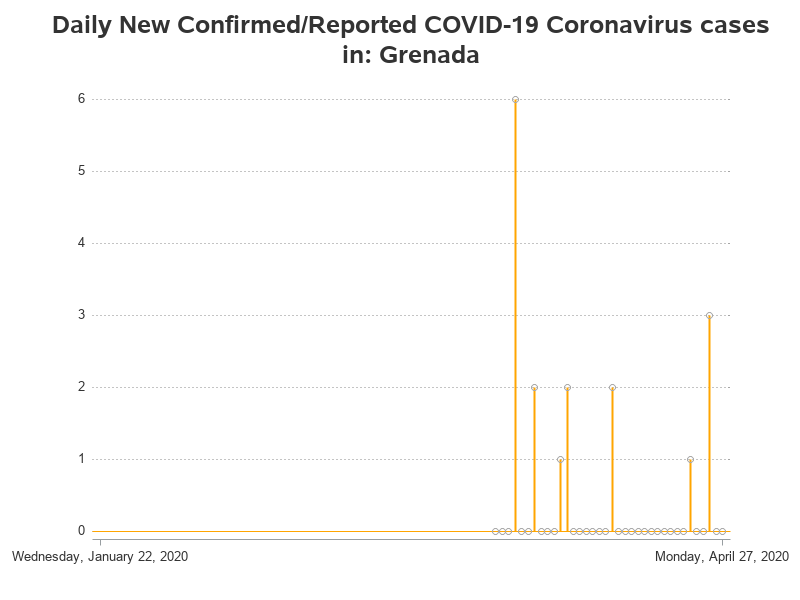 Daily New Confirmed/Reported COVID-19 Coronavirus cases
in: Grenada
6
5
4
3
2
1
0
Wednesday, January 22, 2020 Monday, April 27, 2020